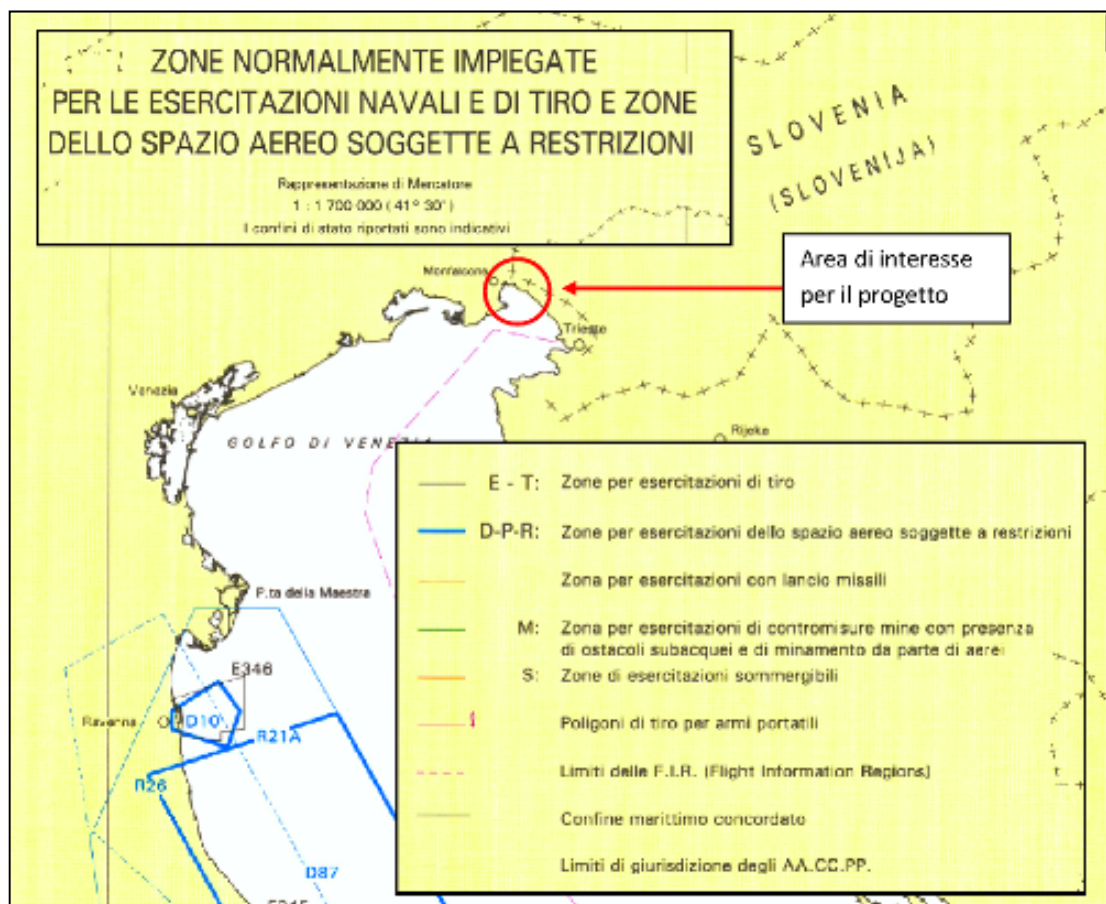 ZONE NORMALMENTE IMPIEGATE
PER LE ESERCITAZIONI NAVALI E DI TIRO E ZONE
DELLO SPAZIO AEREO SOGGETTE A RESTRIZIONI
Rappresentazione di Mercatore
1 : 1 700 000 ( 41° 30' )
I confini di stato riportati sono indicativi
SLOVENIA
(SLOVENIJA)
Area di interesse
per il progetto
Monfalcone
Trieste
Venezia
Rijeka
GOLFO DI VENEZIA
E - T: Zone per esercitazioni di tiro
D-P-R: Zone per esercitazioni dello spazio aereo soggette a restrizioni
Zona per esercitazioni con lancio missili
M: Zona per esercitazioni di contromisure mine con presenza
di ostacoli subacquei e di minamento da parte di aerei
S: Zone di esercitazioni sommergibili
Poligoni di tiro per armi portatili
Limiti delle F.I.R. (Flight Information Regions)
Confine marittimo concordato
Limiti di giurisdizione degli AA.CC.PP.
P.ta della Maestra
E346
Ravenna
D10
R21A
R26
D87